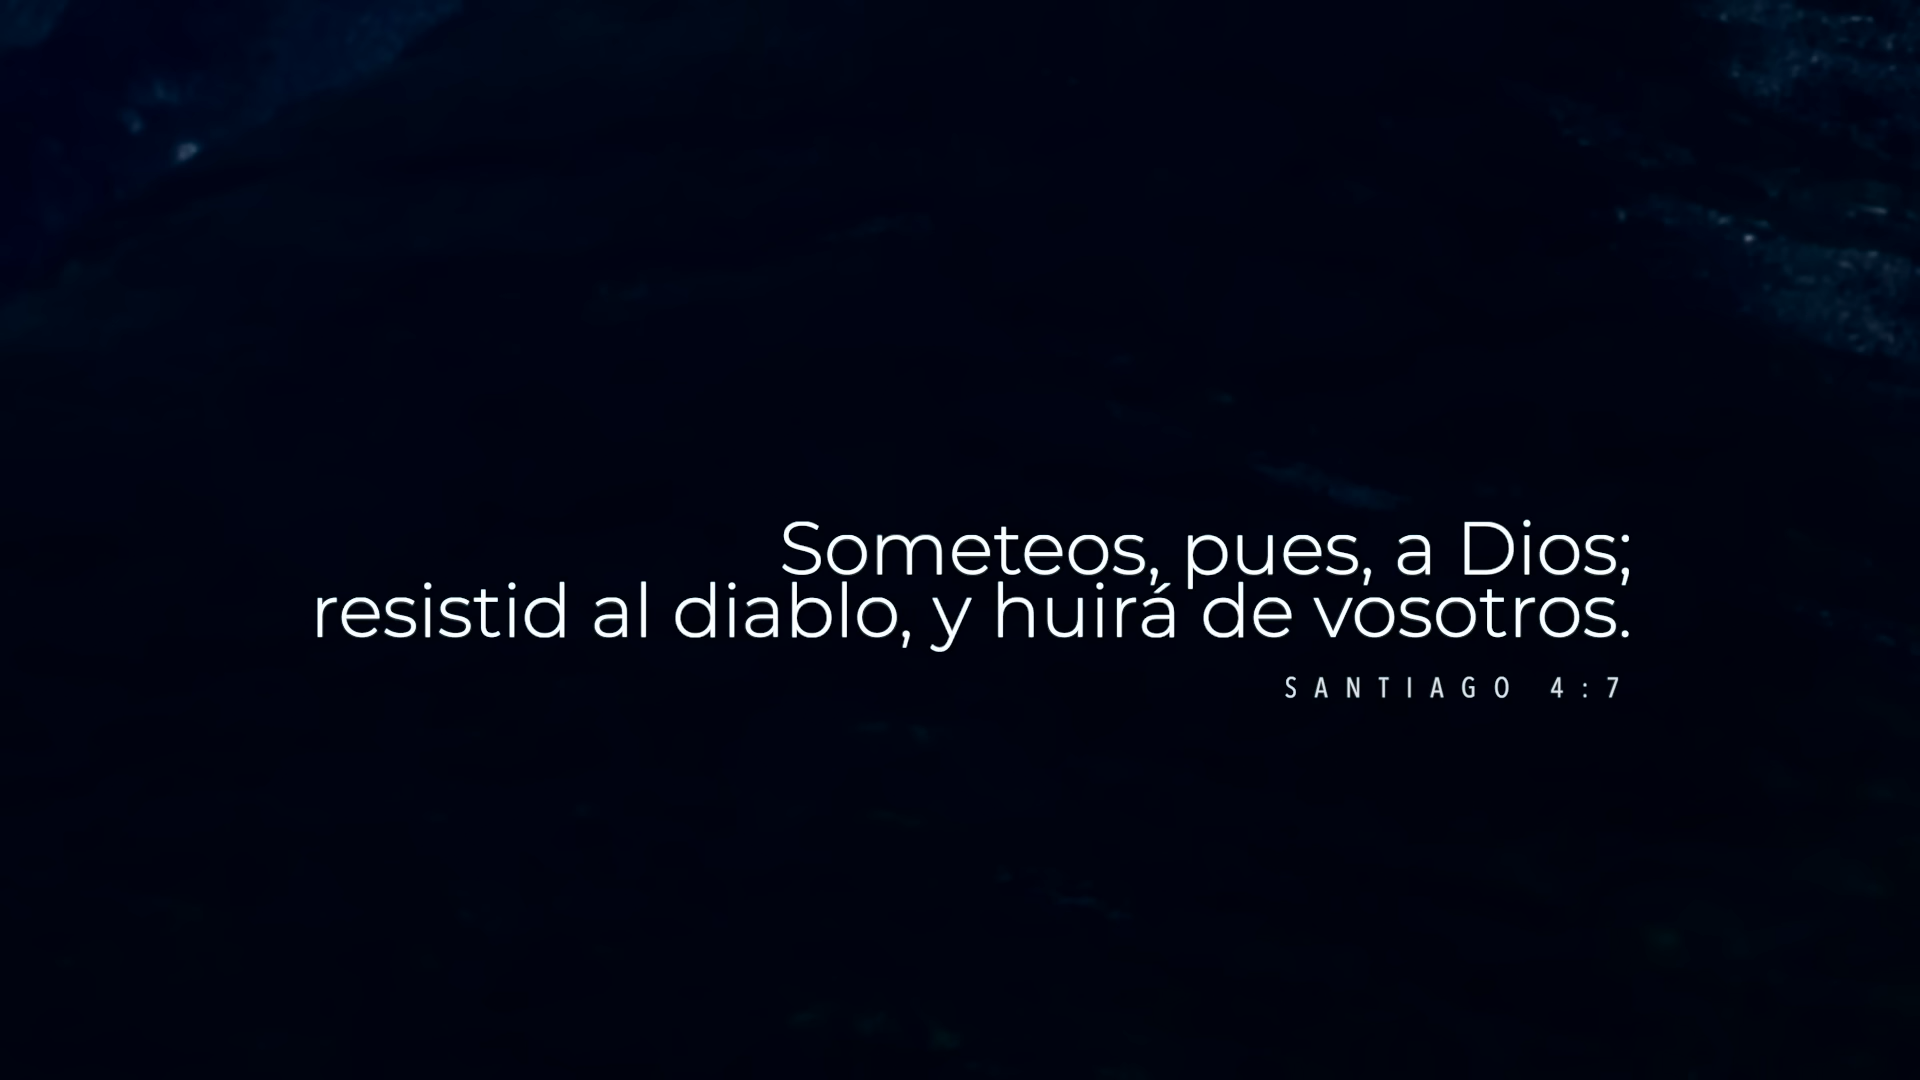 Someteos, pues, a Dios;
resistid al diablo, y huirá de vosotros.
SANTIAGO 4:7